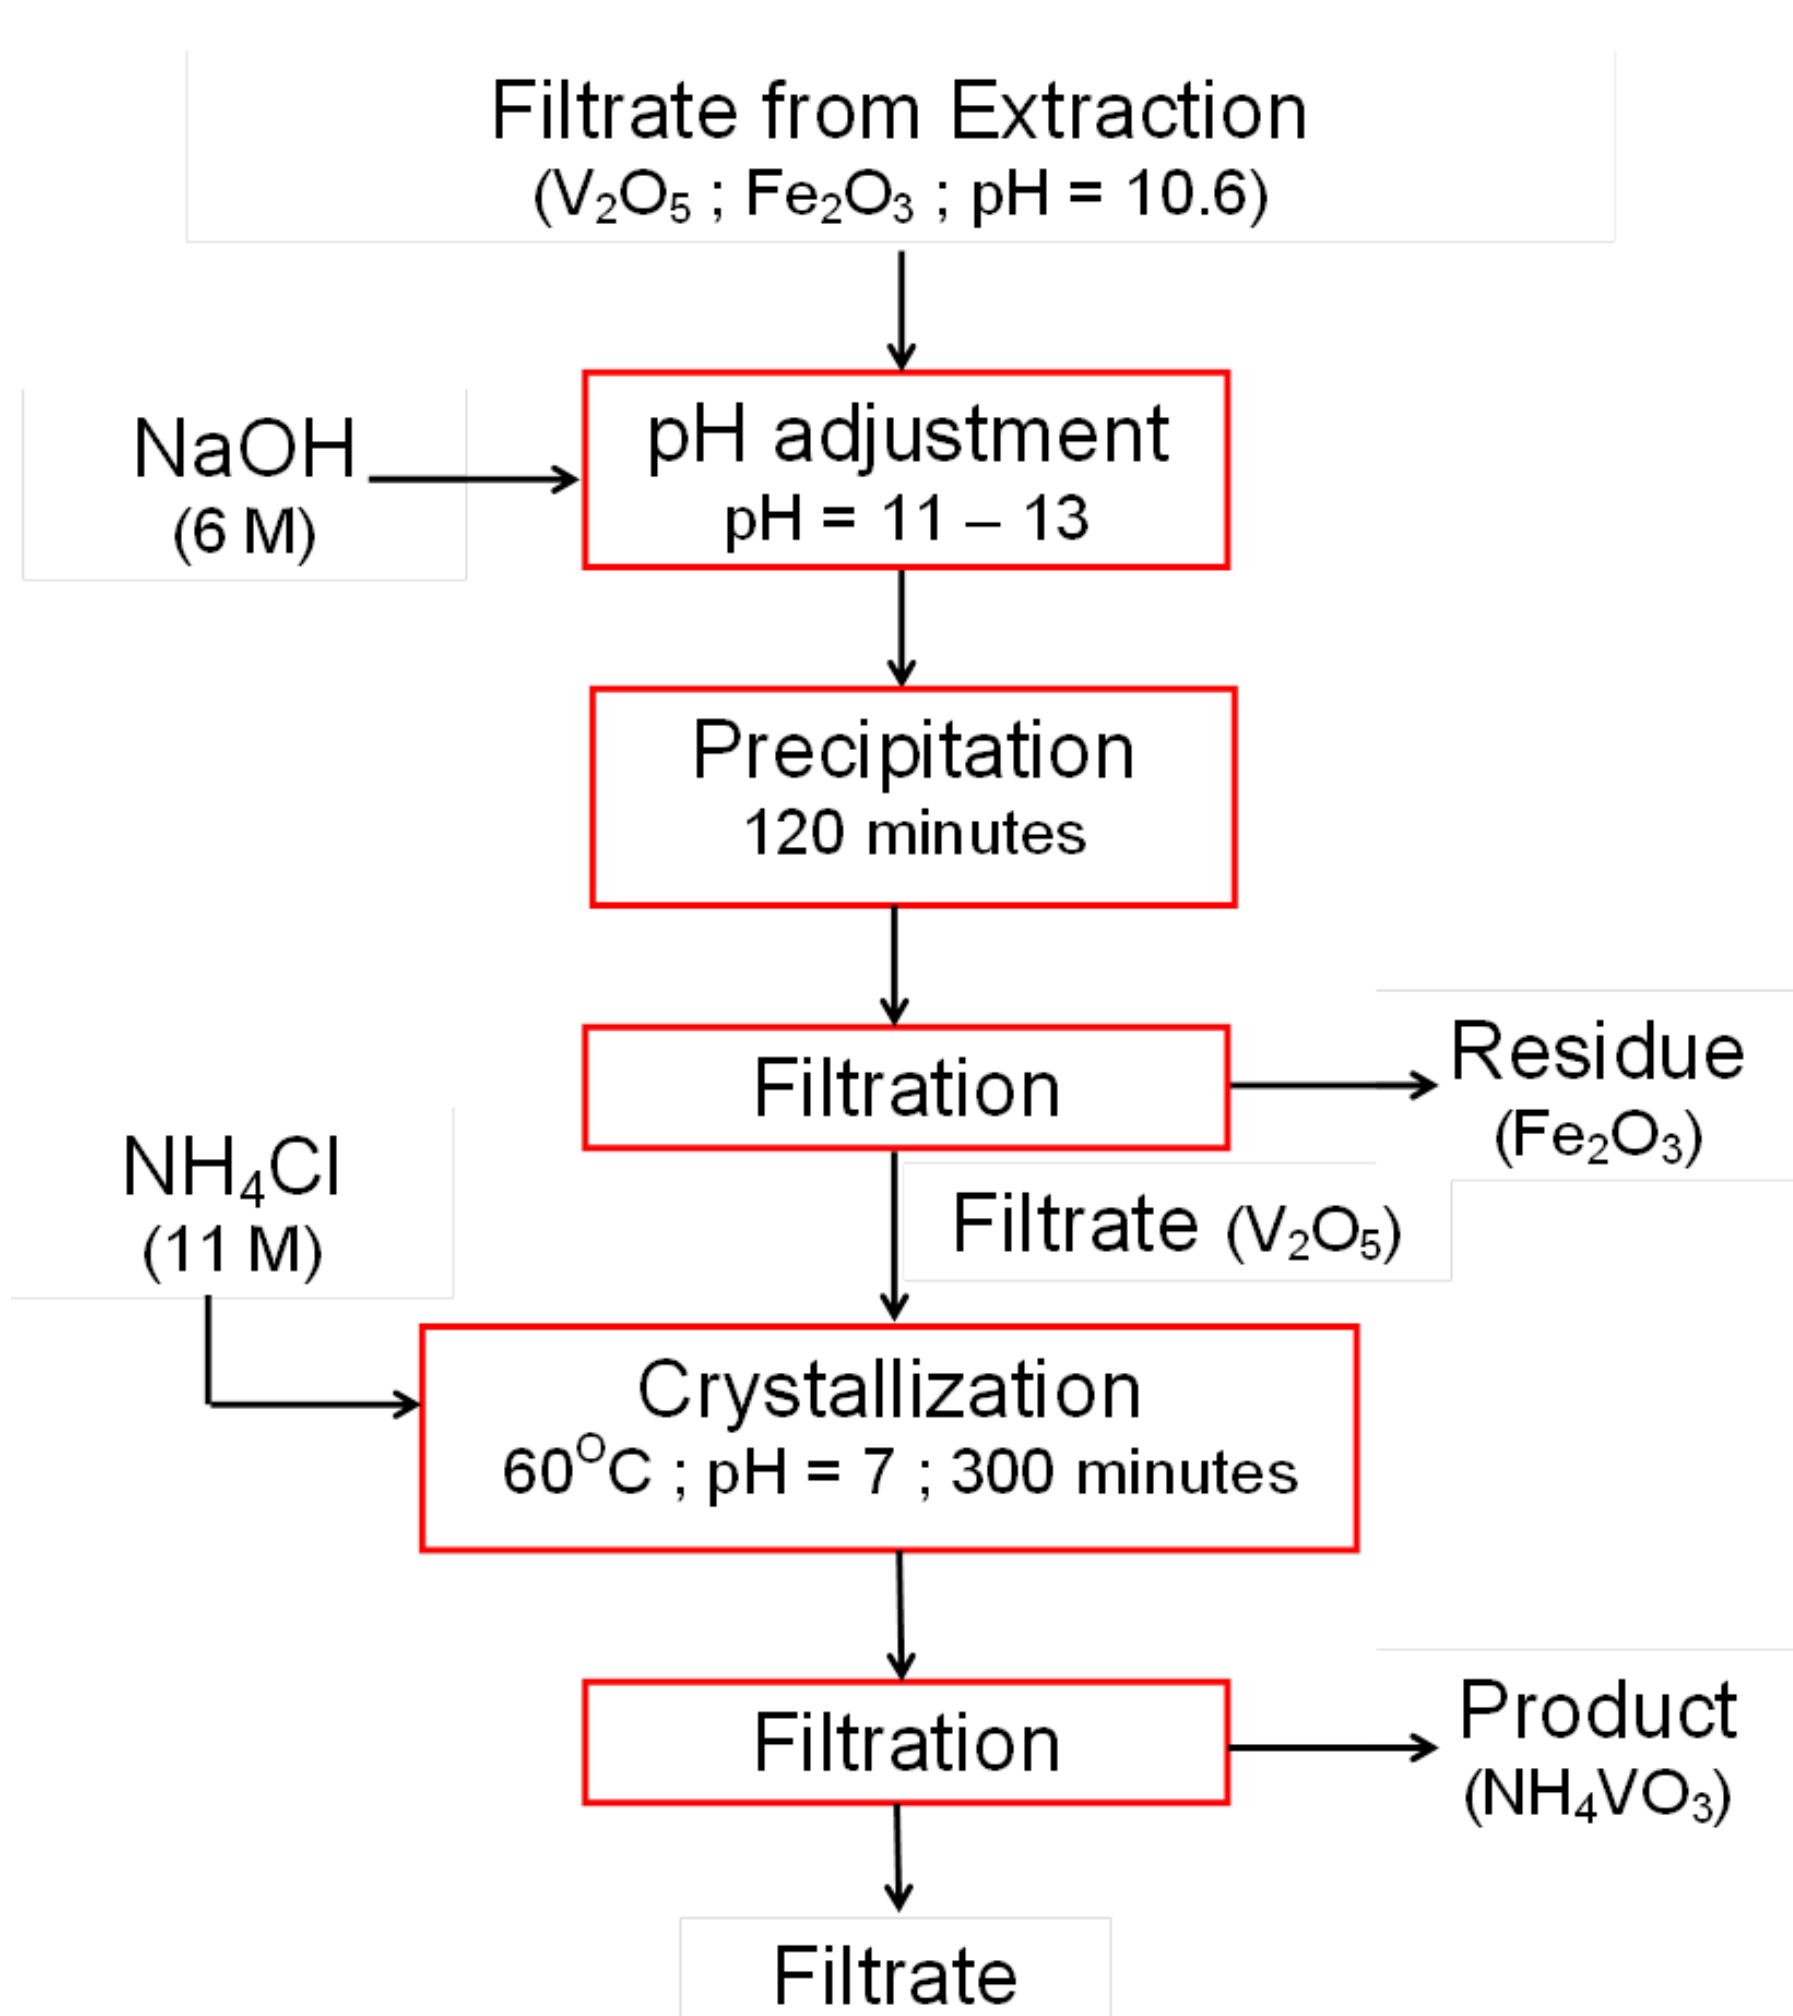 Filtrate from Extraction
(V₂O₅ ; Fe₂O₃ ; pH = 10.6)
NaOH
(6 M)
pH adjustment
pH = 11 – 13
Precipitation
120 minutes
Filtration
Residue
(Fe₂O₃)
Filtrate (V₂O₅)
NH₄Cl
(11 M)
Crystallization
60ᴼC ; pH = 7 ; 300 minutes
Filtration
Product
(NH₄VO₃)
Filtrate